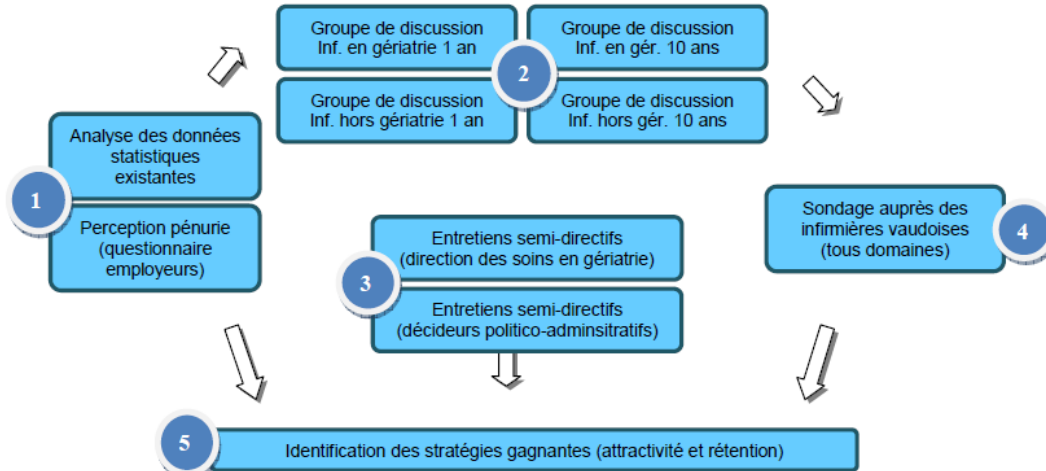 1
Analyse des données
statistiques
existantes
Perception pénurie
(questionnaire
employeurs)
2
Groupe de discussion
Inf. en gériatrie 1 an
Groupe de discussion
Inf. en gér. 10 ans
Groupe de discussion
Inf. hors gériatrie 1 an
Groupe de discussion
Inf. hors gér. 10 ans
3
Entretiens semi-directifs
(direction des soins en gériatrie)
Entretiens semi-directifs
(décideurs politico-adminsitratifs)
4
Sondage auprès des
infirmières vaudoises
(tous domaines)
5
Identification des stratégies gagnantes (attractivité et rétention)